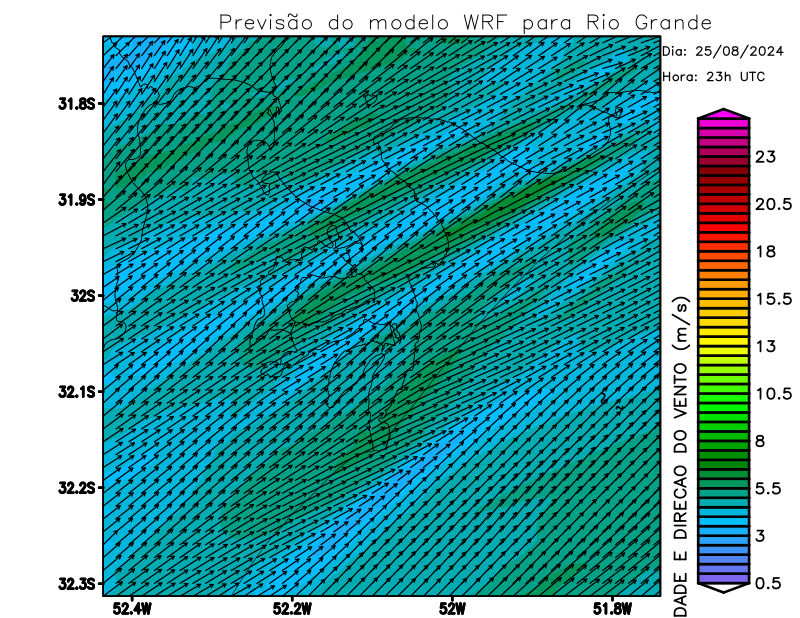 Previsão do modelo WRF para Rio Grande
Dia: 25/08/2024
Hora: 23h UTC
31.8S
31.9S
32S
32.1S
32.2S
32.3S
52.4W
52.2W
52W
51.8W
23
20.5
18
15.5
13
10.5
8
5.5
3
0.5
DADE E DIRECAO DO VENTO (m/s)